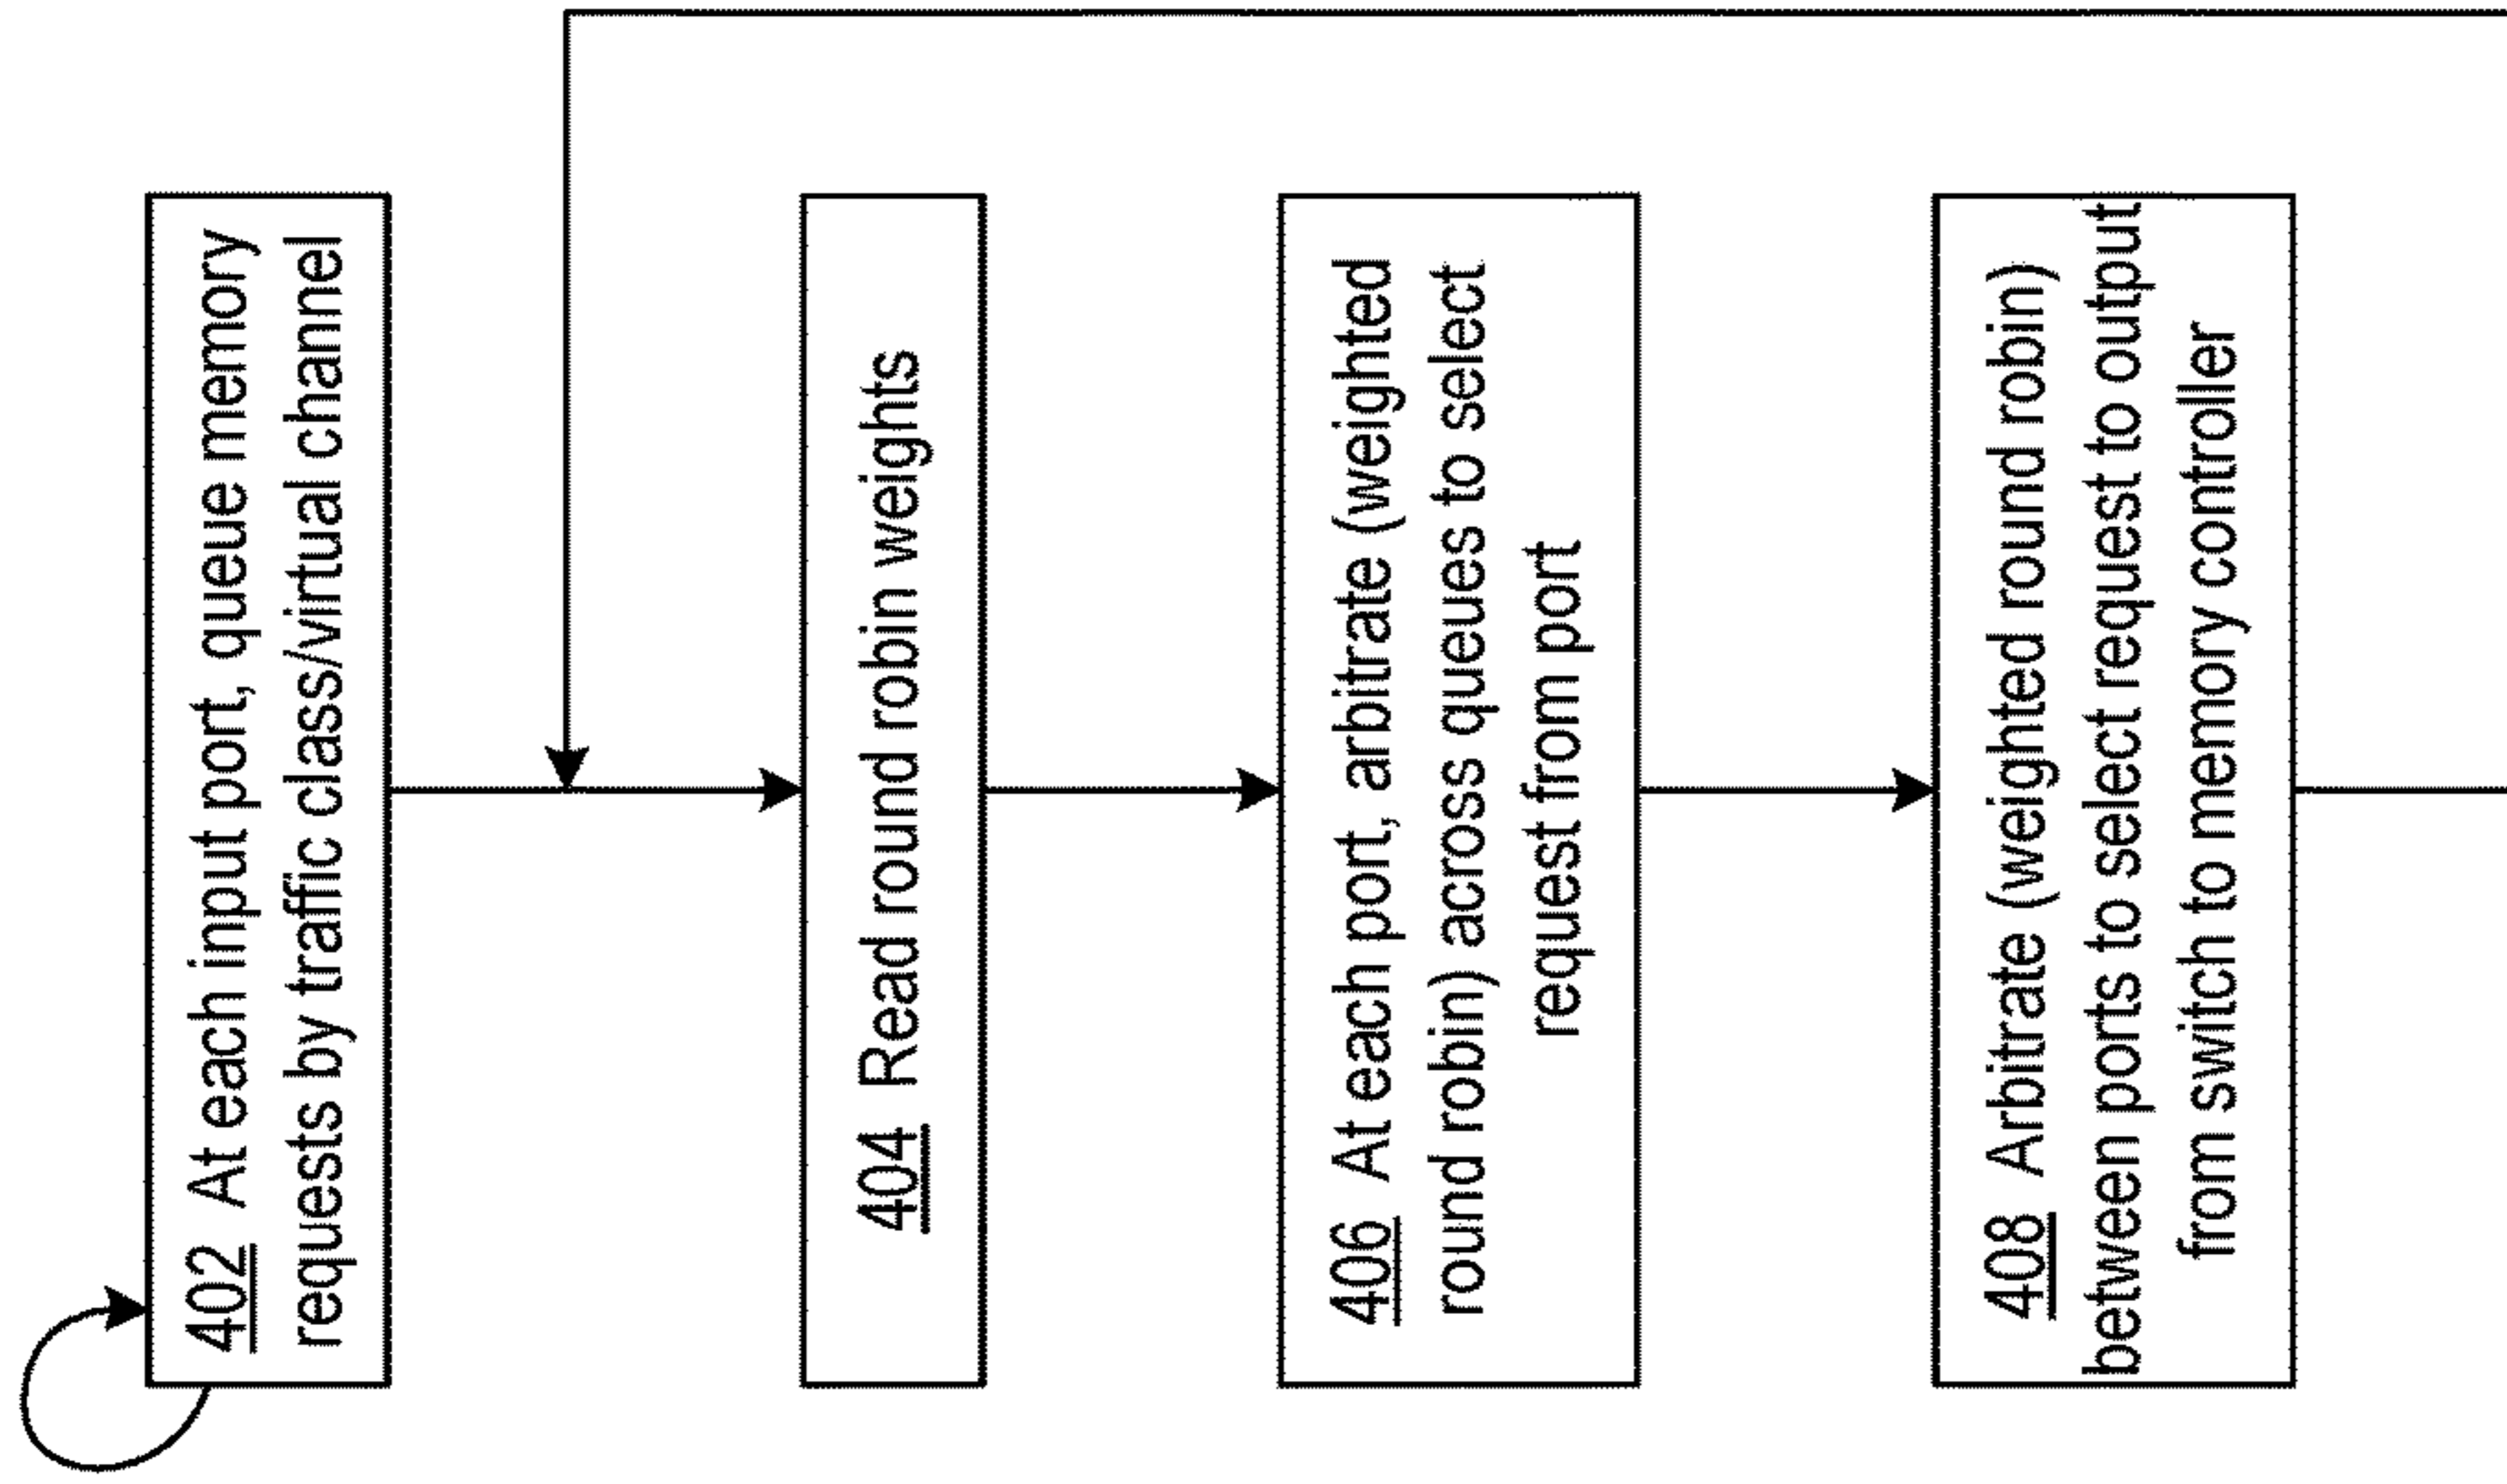 402 At each input port, queue memory
requests by traffic class/virtual channel
404 Read round robin weights
406 At each port, arbitrate (weighted
round robin) across queues to select
request from port
408 Arbitrate (weighted round robin)
between ports to select request to output
from switch to memory controller